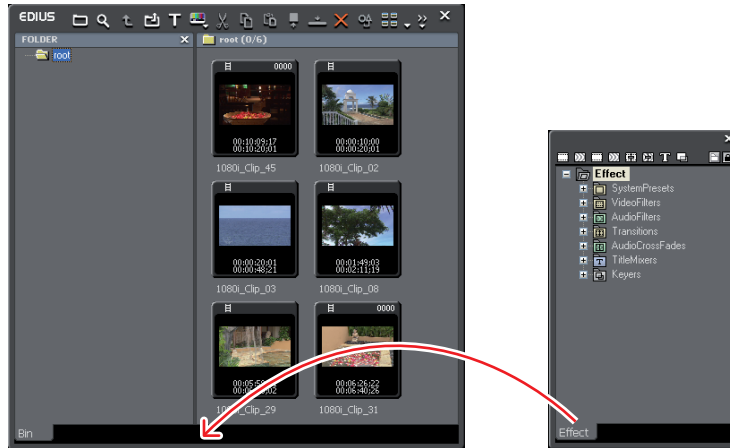 EDIUS
FOLDER
root (0/6)
root
0000
00:10:09;17
00:10:20;01
00:00:10;00
00:00:20;01
1080i_Clip_45
1080i_Clip_02
00:00:20;01
00:00:48;21
00:01:49;03
00:02:11;19
1080i_Clip_03
1080i_Clip_08
0000
00:06:26;22
00:06:40;26
1080i_Clip_29
1080i_Clip_31
Bin
Effect
SystemPresets
VideoFilters
AudioFilters
Transitions
AudioCrossFades
TitleMixers
Keyers
Effect